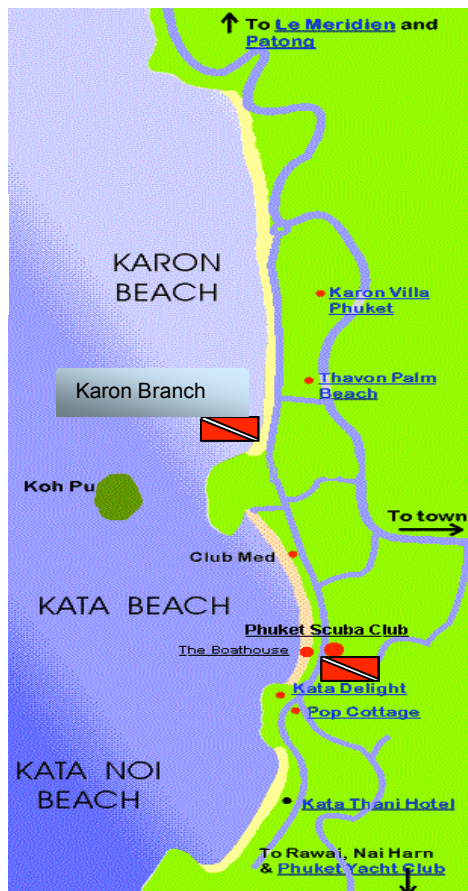 To Le Meridien and
Patong
KARON
BEACH
Karon Villa
Phuket
Thavon Palm
Beach
Karon Branch
Koh Pu
To town
Club Med
KATA BEACH
Phuket Scuba Club
The Boathouse
Kata Delight
Pop Cottage
KATA NOI
BEACH
Kata Thani Hotel
To Rawai, Nai Harn
& Phuket Yacht Club